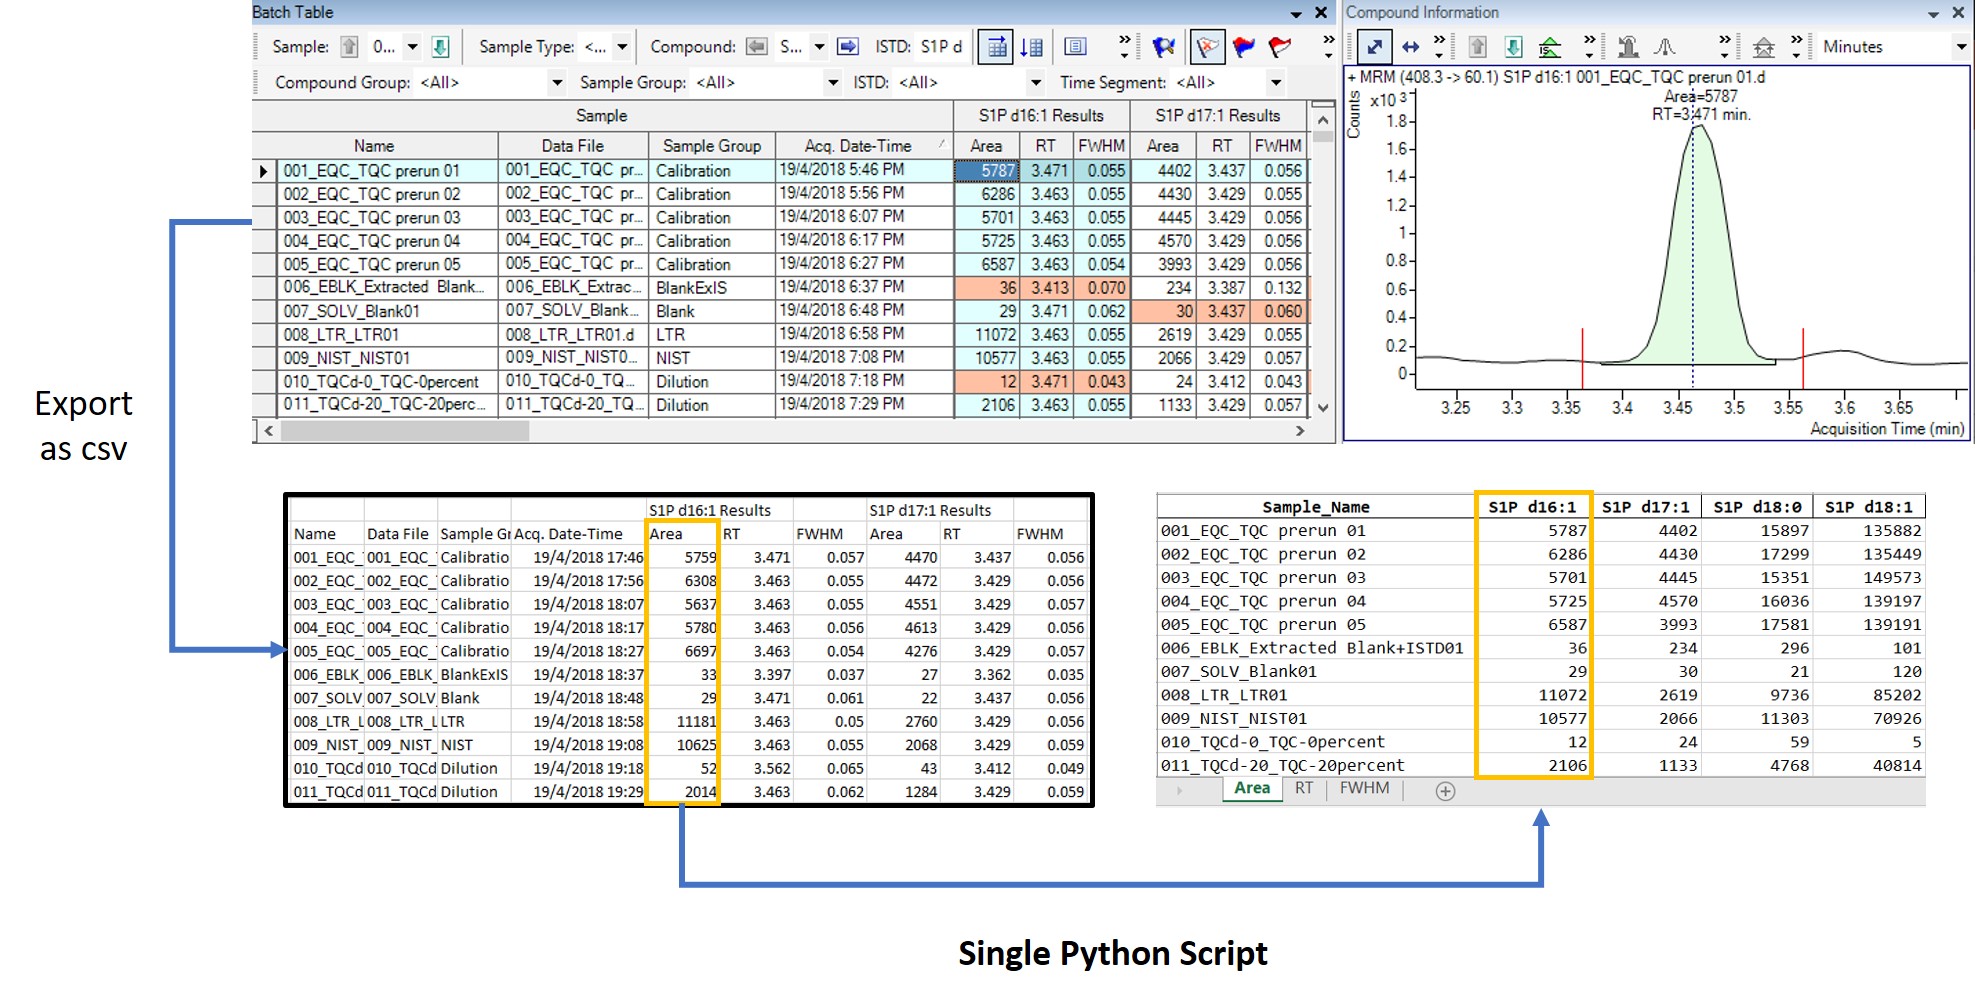 Batch Table
Sample: 0... Sample Type: <... Compound: S... ISTD: S1P d
Compound Group: <All> Sample Group: <All> ISTD: <All> Time Segment: <All>
Sample S1P d16:1 Results S1P d17:1 Results
Name Data File Sample Group Acq. Date-Time Area RT FWHM Area RT FWHM
001_EQC_TQC prerun 01 001_EQC_TQC pr... Calibration 19/4/2018 5:46 PM 5787 3.471 0.055 4402 3.437 0.056
002_EQC_TQC prerun 02 002_EQC_TQC pr... Calibration 19/4/2018 5:56 PM 6286 3.463 0.055 4430 3.429 0.055
003_EQC_TQC prerun 03 003_EQC_TQC pr... Calibration 19/4/2018 6:07 PM 5701 3.463 0.055 4445 3.429 0.056
004_EQC_TQC prerun 04 004_EQC_TQC pr... Calibration 19/4/2018 6:17 PM 5725 3.463 0.055 4570 3.429 0.056
005_EQC_TQC prerun 05 005_EQC_TQC pr... Calibration 19/4/2018 6:27 PM 6587 3.463 0.054 3993 3.429 0.056
006_EBLK_Extracted Blank... 006_EBLK_Extrac... BlankExIS 19/4/2018 6:37 PM 36 3.413 0.070 234 3.387 0.132
007_SOLV_Blank01 007_SOLV_Blank... Blank 19/4/2018 6:48 PM 29 3.471 0.062 30 3.437 0.060
008_LTR_LTR01 008_LTR_LTR01.d LTR 19/4/2018 6:58 PM 11072 3.463 0.055 2619 3.429 0.055
009_NIST_NIST01 009_NIST_NIST0... NIST 19/4/2018 7:08 PM 10577 3.463 0.055 2066 3.429 0.057
010_TQCd-0_TQC-0percent 010_TQCd-0_TQ... Dilution 19/4/2018 7:18 PM 12 3.471 0.043 24 3.412 0.043
011_TQCd-20_TQC-20perc... 011_TQCd-20_TQ... Dilution 19/4/2018 7:29 PM 2106 3.463 0.055 1133 3.429 0.057
Compound Information
Minutes
+ MRM (408.3 -> 60.1) S1P d16:1 001_EQC_TQC prerun 01.d
Counts
x10 3
Area=5787
RT=3.471 min.
1.8
1.6
1.4
1.2
1
0.8
0.6
0.4
0.2
0
3.25 3.3 3.35 3.4 3.45 3.5 3.55 3.6 3.65
Acquisition Time (min)
Export
as csv
S1P d16:1 Results S1P d17:1 Results
Name Data File Sample Gr Acq. Date-Time Area RT FWHM Area RT FWHM
001_EQC_ 001_EQC_ Calibratio 19/4/2018 17:46 5759 3.471 0.057 4470 3.437 0.056
002_EQC_ 002_EQC_ Calibratio 19/4/2018 17:56 6308 3.463 0.055 4472 3.429 0.056
003_EQC_ 003_EQC_ Calibratio 19/4/2018 18:07 5637 3.463 0.055 4551 3.429 0.057
004_EQC_ 004_EQC_ Calibratio 19/4/2018 18:17 5780 3.463 0.056 4613 3.429 0.056
005_EQC_ 005_EQC_ Calibratio 19/4/2018 18:27 6697 3.463 0.054 4276 3.429 0.057
006_EBLK_ 006_EBLK_ BlankExIS 19/4/2018 18:37 33 3.397 0.037 27 3.362 0.035
007_SOLV_ 007_SOLV_ Blank 19/4/2018 18:48 29 3.471 0.061 22 3.437 0.056
008_LTR_L 008_LTR_L LTR 19/4/2018 18:58 11181 3.463 0.05 2760 3.429 0.056
009_NIST_ 009_NIST_ NIST 19/4/2018 19:08 10625 3.463 0.055 2068 3.429 0.059
010_TQCd 010_TQCd Dilution 19/4/2018 19:18 52 3.562 0.065 43 3.412 0.049
011_TQCd 011_TQCd Dilution 19/4/2018 19:29 2014 3.463 0.062 1284 3.429 0.059
Sample_Name S1P d16:1 S1P d17:1 S1P d18:0 S1P d18:1
001_EQC_TQC prerun 01 5787 4402 15897 135882
002_EQC_TQC prerun 02 6286 4430 17299 135449
003_EQC_TQC prerun 03 5701 4445 15351 149573
004_EQC_TQC prerun 04 5725 4570 16036 139197
005_EQC_TQC prerun 05 6587 3993 17581 139191
006_EBLK_Extracted Blank+ISTD01 36 234 296 101
007_SOLV_Blank01 29 30 21 120
008_LTR_LTR01 11072 2619 9736 85202
009_NIST_NIST01 10577 2066 11303 70926
010_TQCd-0_TQC-0percent 12 24 59 5
011_TQCd-20_TQC-20percent 2106 1133 4768 40814
Area RT FWHM
Single Python Script